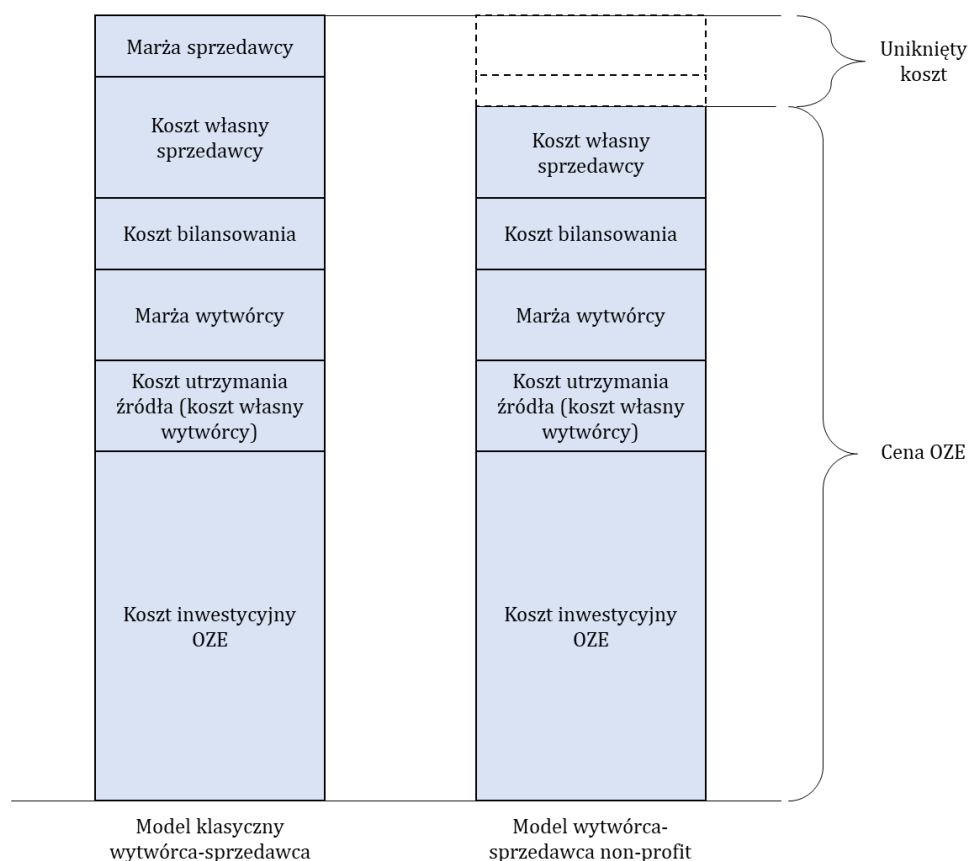 Marża sprzedawcy
Koszt własny
sprzedawcy
Koszt bilansowania
Marża wytwórcy
Koszt utrzymania
źródła (koszt własny
wytwórcy)
Koszt inwestycyjny
OZE
Model klasyczny
wytwórca-sprzedawca
Koszt własny
sprzedawcy
Koszt bilansowania
Marża wytwórcy
Koszt utrzymania
źródła (koszt własny
wytwórcy)
Koszt inwestycyjny
OZE
Model wytwórca-
sprzedawca non-profit
Uniknięty
koszt
Cena OZE